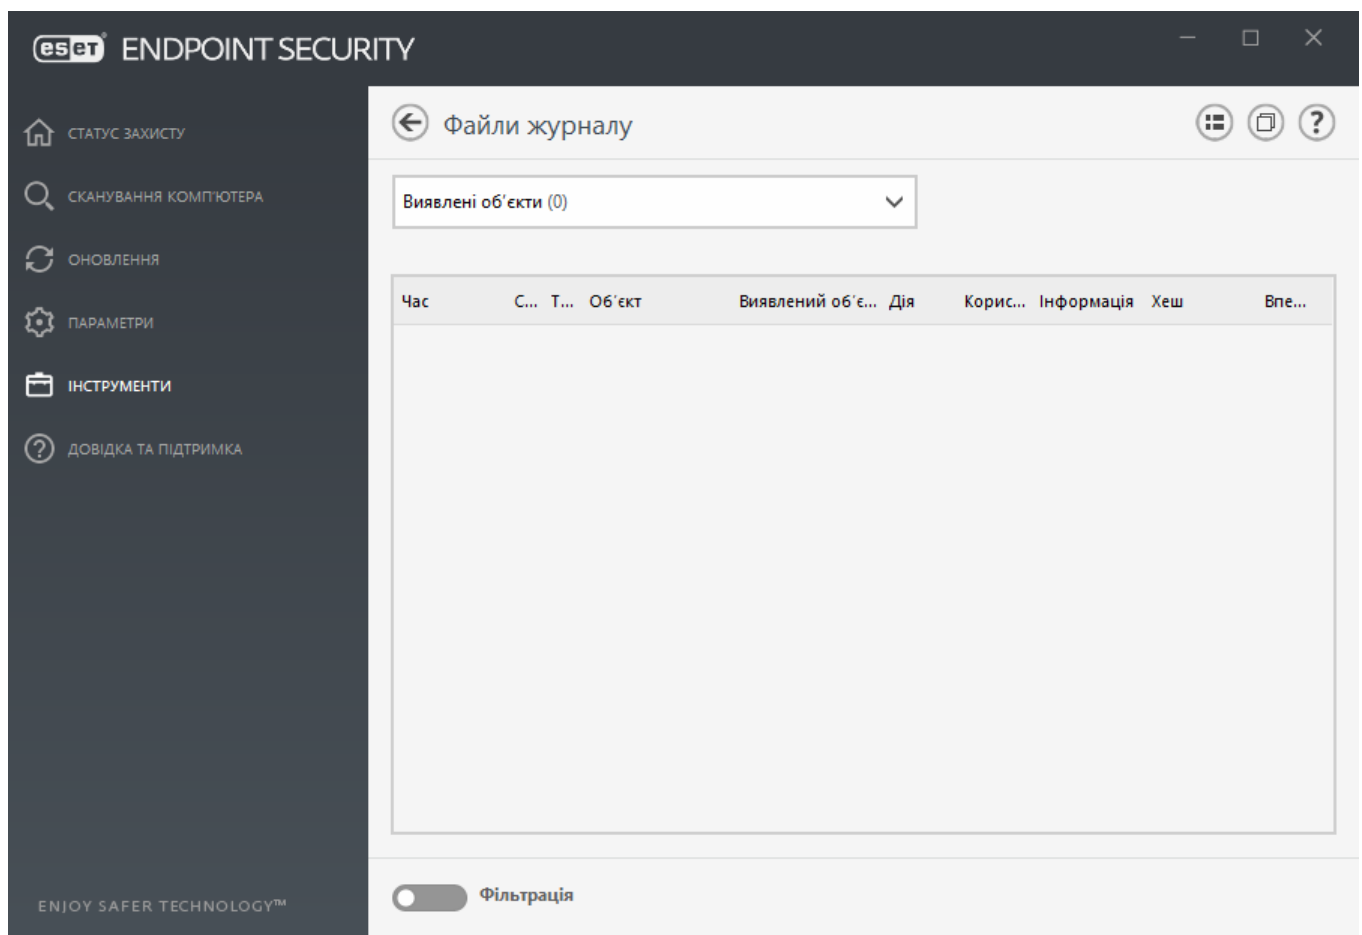 eset ENDPOINT SECURITY
СТАТУС ЗАХИСТУ
СКАНУВАННЯ КОМП'ЮТЕРА
ОНОВЛЕННЯ
ПАРАМЕТРИ
ІНСТРУМЕНТИ
ДОВІДКА ТА ПІДТРИМКА
ENJOY SAFER TECHNOLOGY™
Файли журналу
?
Виявлені об'єкти (0)
Час С... Т... Об'єкт Виявлений об'є... Дія Корис... Інформація Хеш Впе...
Фільтрація